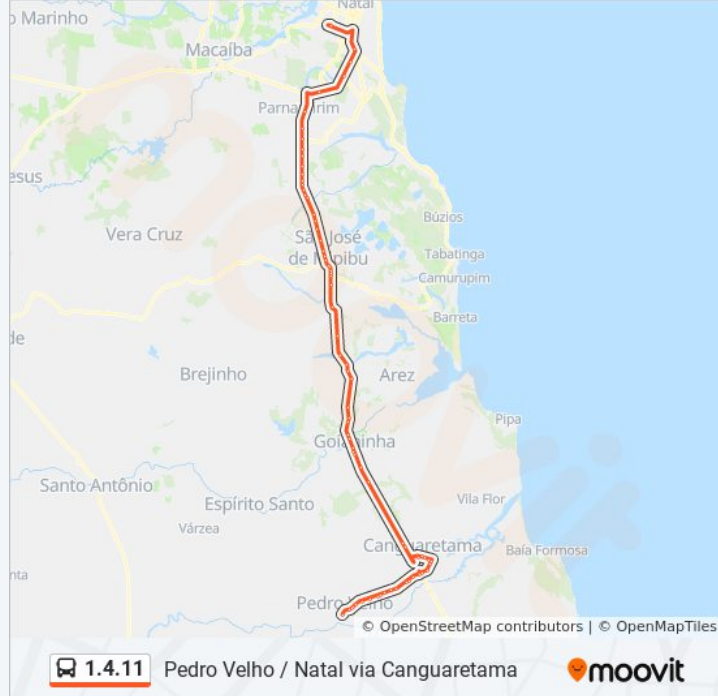 Natal
o Marinho
Macaíba
Parnamirim
esus
Búzios
Vera Cruz
São José
de Mipibu
Tabatinga
Camurupim
Barreta
de
Brejinho
Arez
Pipa
Goianinha
Santo Antônio
Espírito Santo
Vila Flor
Várzea
Canguaretama
Baía Formosa
nta
Pedro Velho
© OpenStreetMap contributors | © OpenMapTiles
1.4.11 Pedro Velho / Natal via Canguaretama
moovit